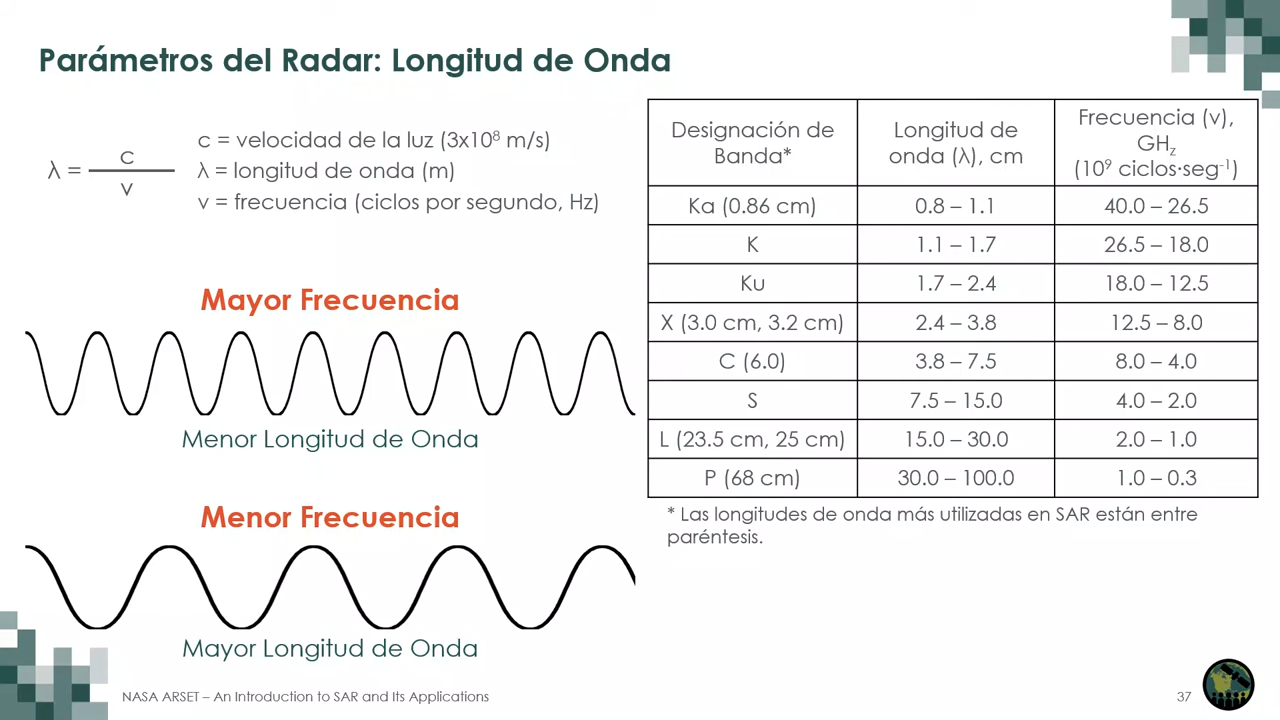 Parámetros del Radar: Longitud de Onda
λ = c / v
c = velocidad de la luz (3x10⁸ m/s)
λ = longitud de onda (m)
v = frecuencia (ciclos por segundo, Hz)
Mayor Frecuencia
Menor Longitud de Onda
Menor Frecuencia
Mayor Longitud de Onda
Designación de Banda* Longitud de onda (λ), cm Frecuencia (v), GHz (10⁹ ciclos·seg⁻¹)
Ka (0.86 cm) 0.8 – 1.1 40.0 – 26.5
K 1.1 – 1.7 26.5 – 18.0
Ku 1.7 – 2.4 18.0 – 12.5
X (3.0 cm, 3.2 cm) 2.4 – 3.8 12.5 – 8.0
C (6.0) 3.8 – 7.5 8.0 – 4.0
S 7.5 – 15.0 4.0 – 2.0
L (23.5 cm, 25 cm) 15.0 – 30.0 2.0 – 1.0
P (68 cm) 30.0 – 100.0 1.0 – 0.3
* Las longitudes de onda más utilizadas en SAR están entre
paréntesis.
NASA ARSET – An Introduction to SAR and Its Applications
37